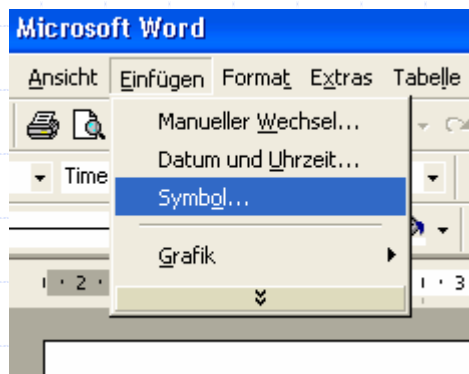 Microsoft Word
Ansicht Einfügen Format Extras Tabelle
Manueller Wechsel...
Datum und Uhrzeit...
Time
Symbol...
Grafik
2 3